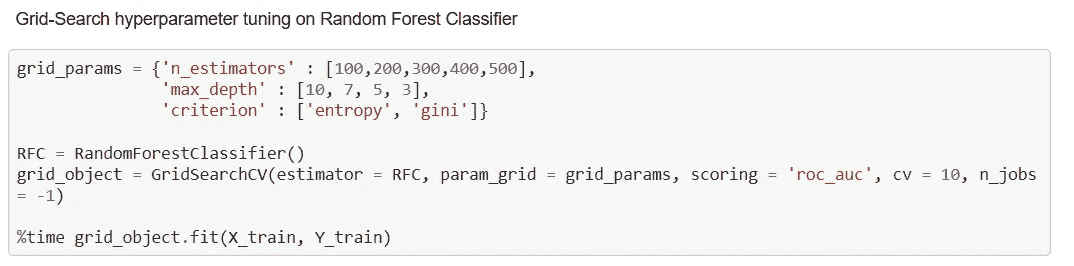 Grid-Search hyperparameter tuning on Random Forest Classifier
grid_params = {'n_estimators' : [100,200,300,400,500],
               'max_depth' : [10, 7, 5, 3],
               'criterion' : ['entropy', 'gini']}
RFC = RandomForestClassifier()
grid_object = GridSearchCV(estimator = RFC, param_grid = grid_params, scoring = 'roc_auc', cv = 10, n_jobs
= -1)
%time grid_object.fit(X_train, Y_train)